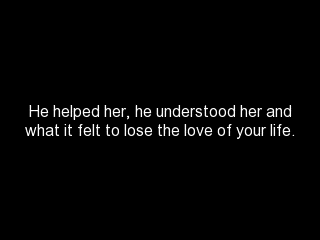 He helped her, he understood her and
what it felt to lose the love of your life.